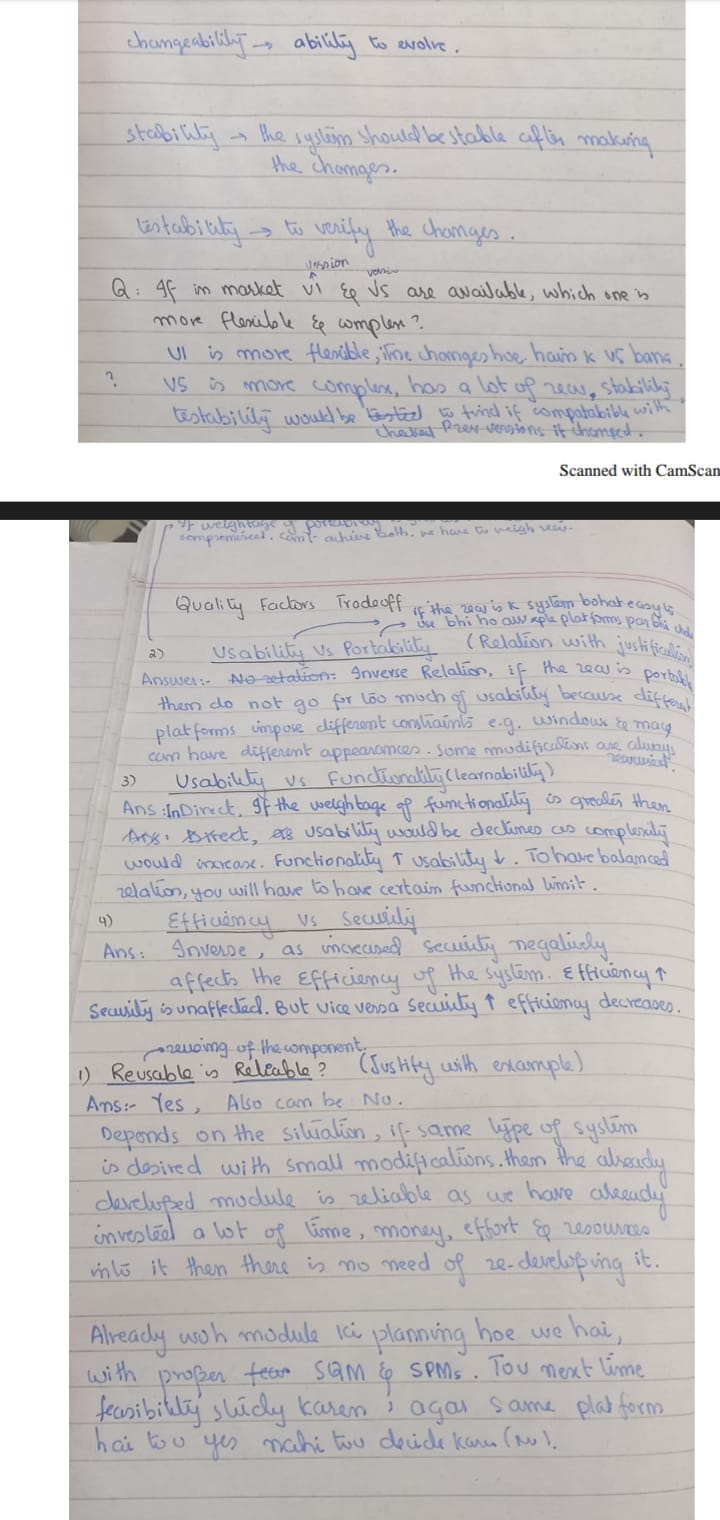 changeability → ability to evolve.
stability → the system should be stable after making
the changes.
testability → to verify the changes.
version
Q: If in market V1 & V5 are available, which one is
more flexible & complex?
V1 is more flexible, itne changes hoe hain k V5 bana.
? V5 is more complex, has a lot of req, stability,
testability would be tested to find if compatabible with
checked Prev versions if changed.
Scanned with CamScan
If weightage of portability
compromised. can't achive both. we have to weigh
Quality Factors Tradeoff
if the req is k system bohat easy to
use bhi ho aur aple platforms par bhi chale
2) Usability Vs Portability (Relation with justification)
Answer:- No relation: Inverse Relation, if the req is portable
then do not go for too much of usability because different
platforms impose different constraints e.g. windows & mac
can have different appearances. Some modifications are always
required.
3) Usability vs Functionality (learnability)
Ans: InDirect, If the weightage of functionality is greater then
Ans: Direct, usability would be declined as complexity
would increase. Functionality ↑ usability ↓. To have balanced
relation, you will have to have certain functional limit.
4) Efficiency vs Security
Ans: Inverse, as increased security negatively
affects the Efficiency of the system. Efficiency ↑
Security is unaffected. But vice versa Security ↑ efficiency decreases.
→ reusing of the component.
1) Reusable is Reliable? (Justify with example)
Ans:- Yes, Also can be No.
Depends on the situation, if same type of system
is desired with small modifications. then the already
developed module is reliable as we have already
invested a lot of time, money, effort & resources
into it then there is no need of re-developing it.
Already woh module ki planning hoe we hai,
with proper SQM & SPMs. Tou next time
feasibility study karen; agar same platform
hai tou yes nahi tou decide karen (No).